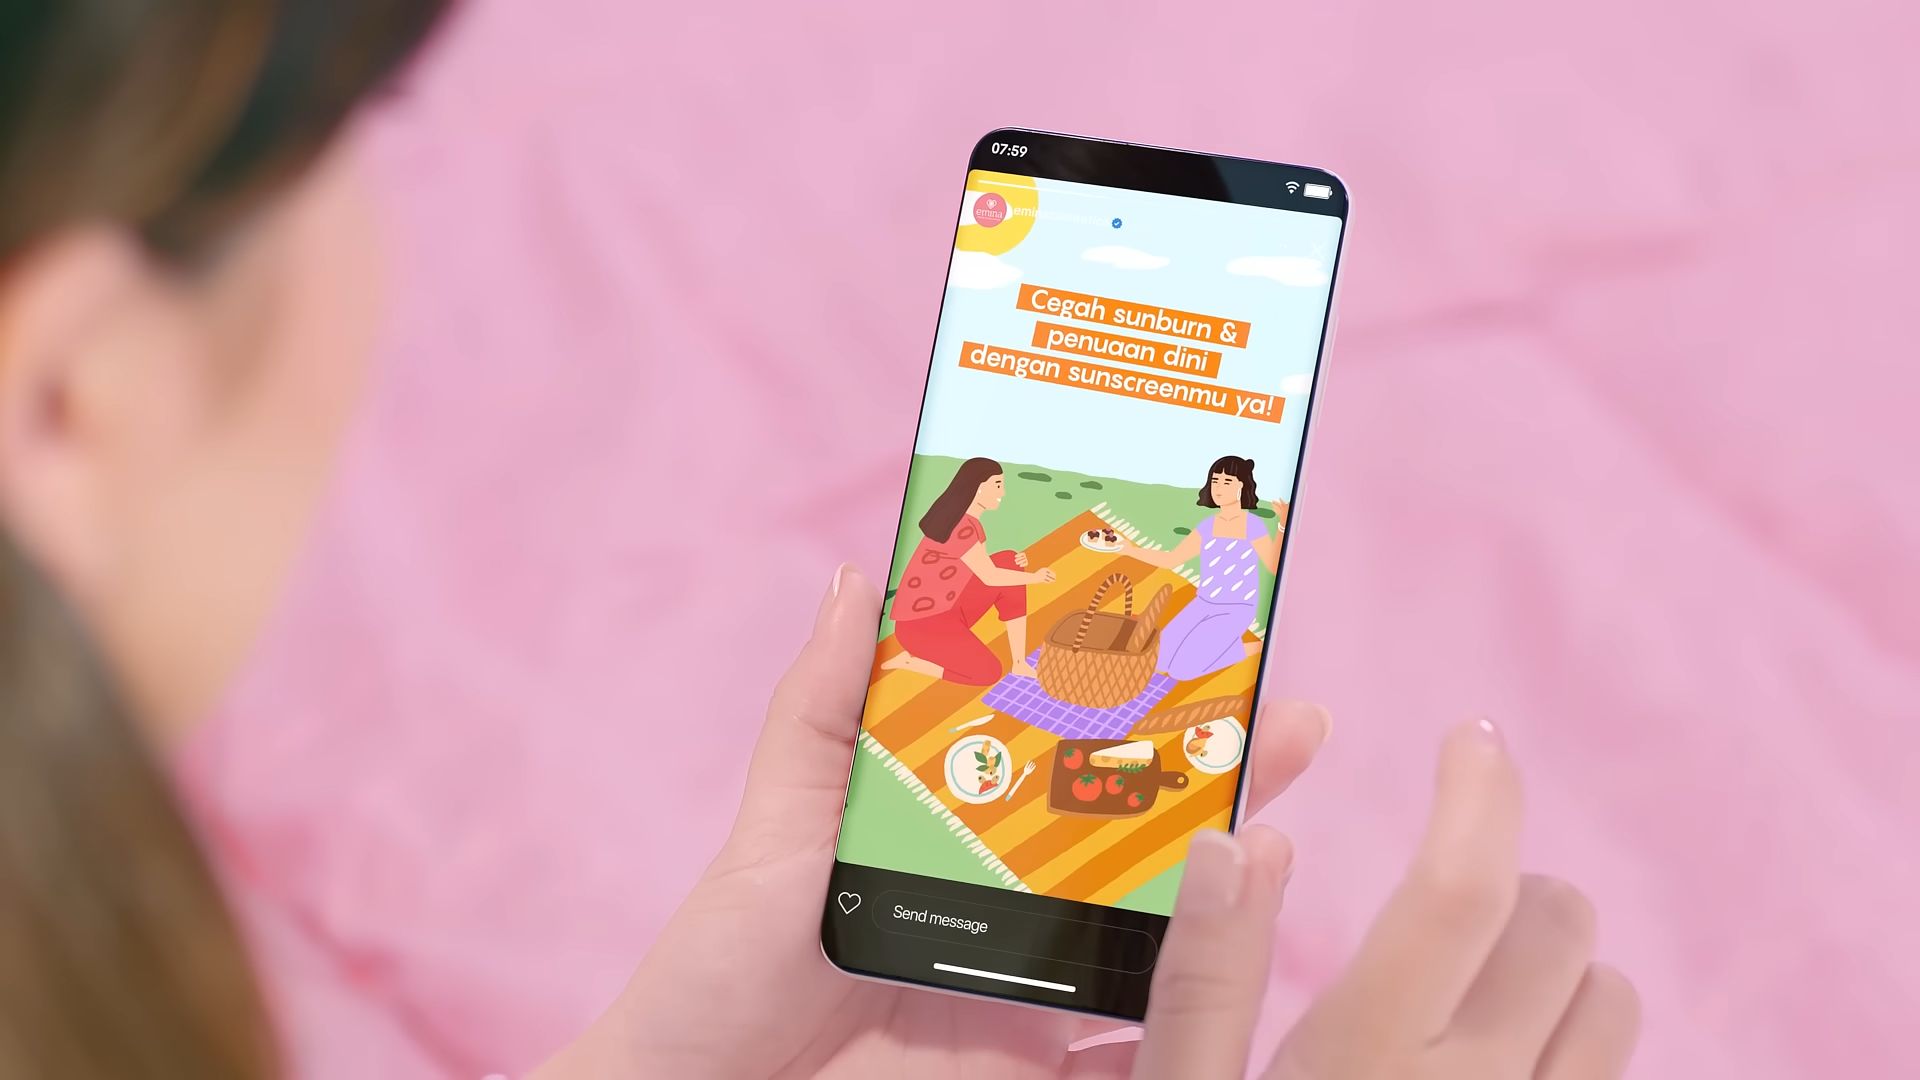 07:59
emina
Cegah sunburn &
penuaan dini
dengan sunscreenmu ya!
Send message